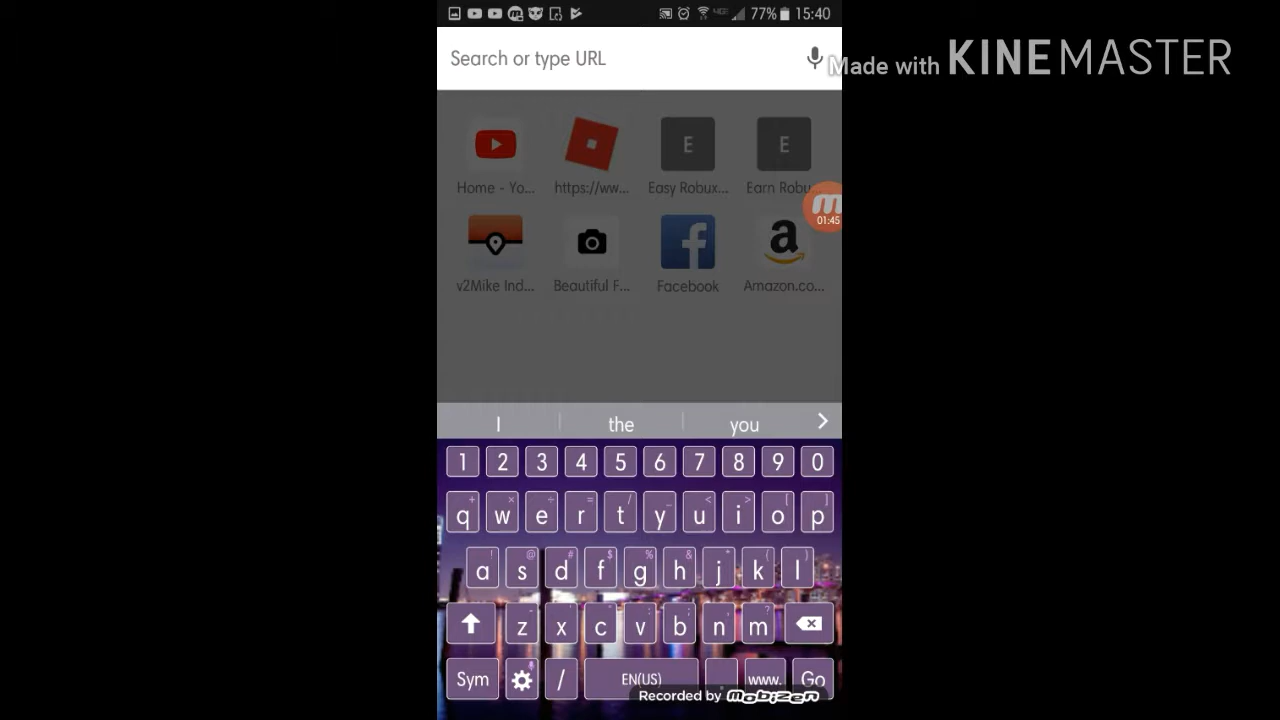 77% 15:40
Search or type URL
Made with KINEMASTER
E E
Home - Yo... https://ww... Easy Robux... Earn Robu...
01:45
v2Mike Ind... Beautiful F... Facebook Amazon.co...
I the you
1 2 3 4 5 6 7 8 9 0
q w e r t y u i o p
a s d f g h j k l
z x c v b n m
Sym / EN(US) . www. Go
Recorded by mobizen